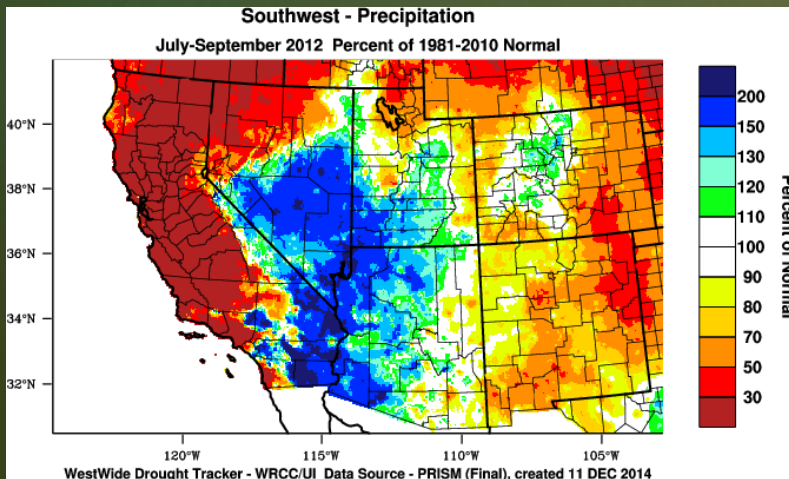 Southwest - Precipitation
July-September 2012 Percent of 1981-2010 Normal
40°N
38°N
36°N
34°N
32°N
120°W
115°W
110°W
105°W
200
150
130
120
110
100
90
80
70
50
30
Percent of Normal
WestWide Drought Tracker - WRCC/UI Data Source - PRISM (Final), created 11 DEC 2014